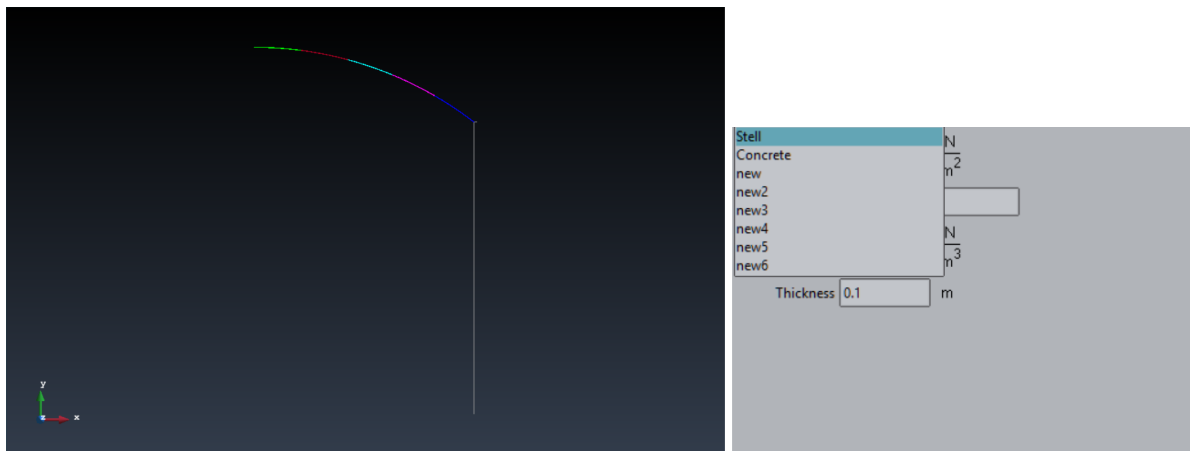 y
z x
Stell
Concrete
new
new2
new3
new4
new5
new6
N
m2
N
m3
Thickness 0.1 m